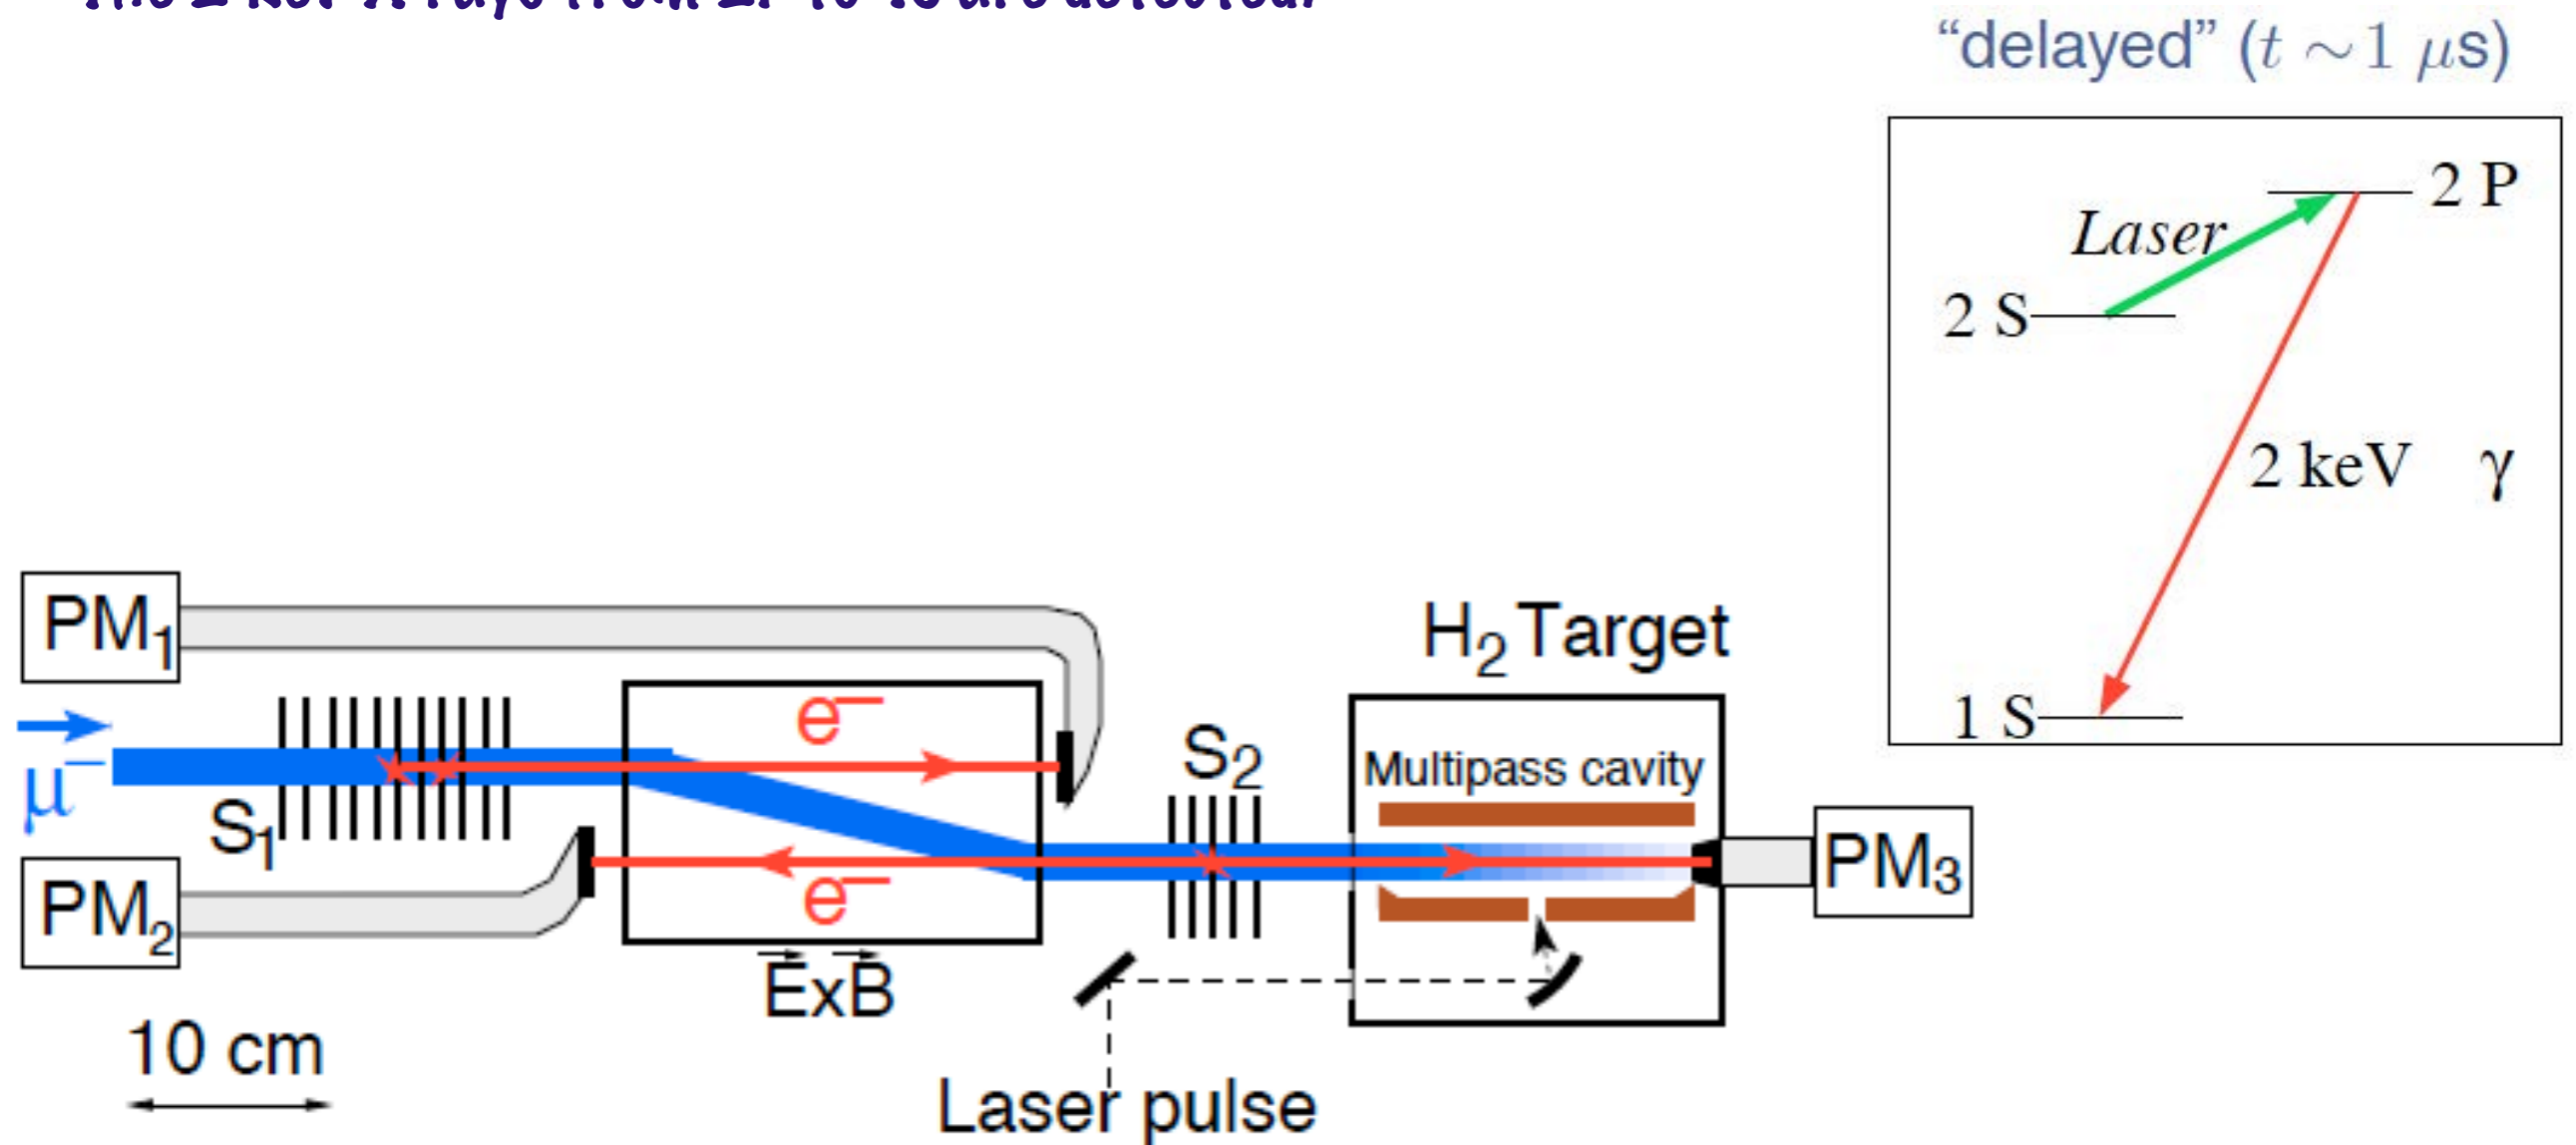 "delayed" (t ~1 μs)
2 P
Laser
2 S
2 keV γ
1 S
PM1
H2 Target
e−
μ−
S1
S2
Multipass cavity
PM2
e−
PM3
ExB
10 cm
Laser pulse